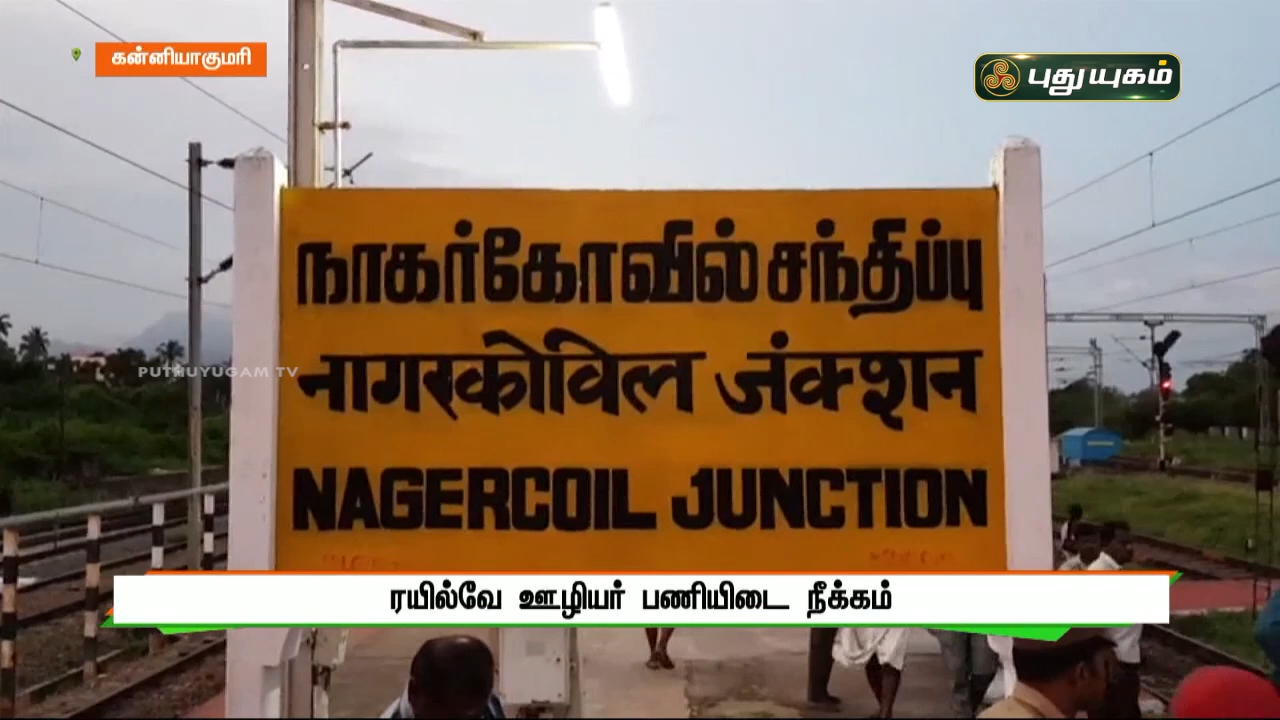 கன்னியாகுமரி
புதுயுகம்
நாகர்கோவில் சந்திப்பு
PUTHUYUGAM TV
नागरकोविल जंक्शन
NAGERCOIL JUNCTION
ரயில்வே ஊழியர் பணியிடை நீக்கம்